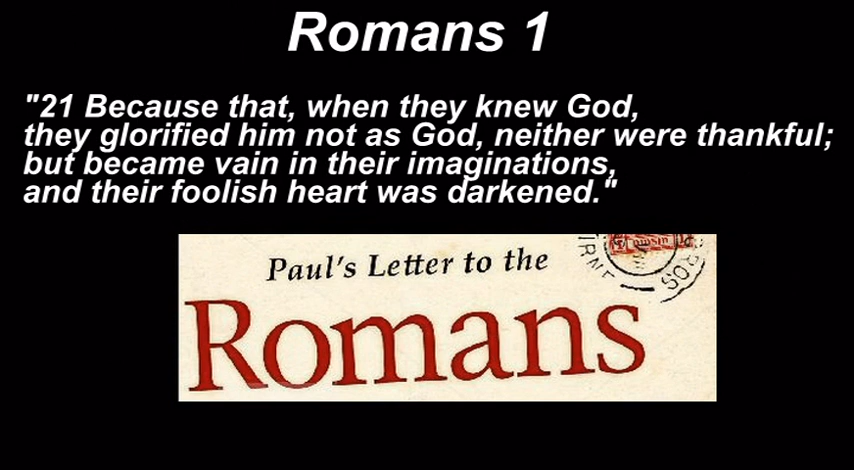 Romans 1
"21 Because that, when they knew God,
they glorified him not as God, neither were thankful;
but became vain in their imaginations,
and their foolish heart was darkened."
Paul's Letter to the
Romans